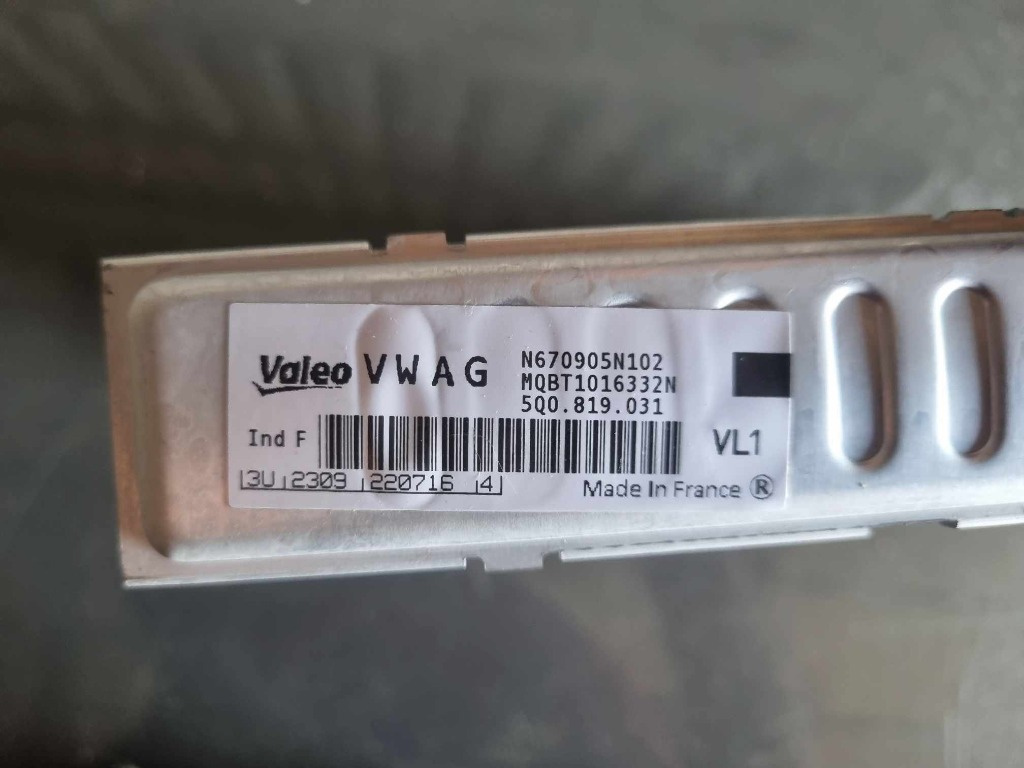 Valeo VWAG
N670905N102
MQBT1016332N
5Q0.819.031
Ind F
VL1
3U 2309 220716 4
Made In France ®